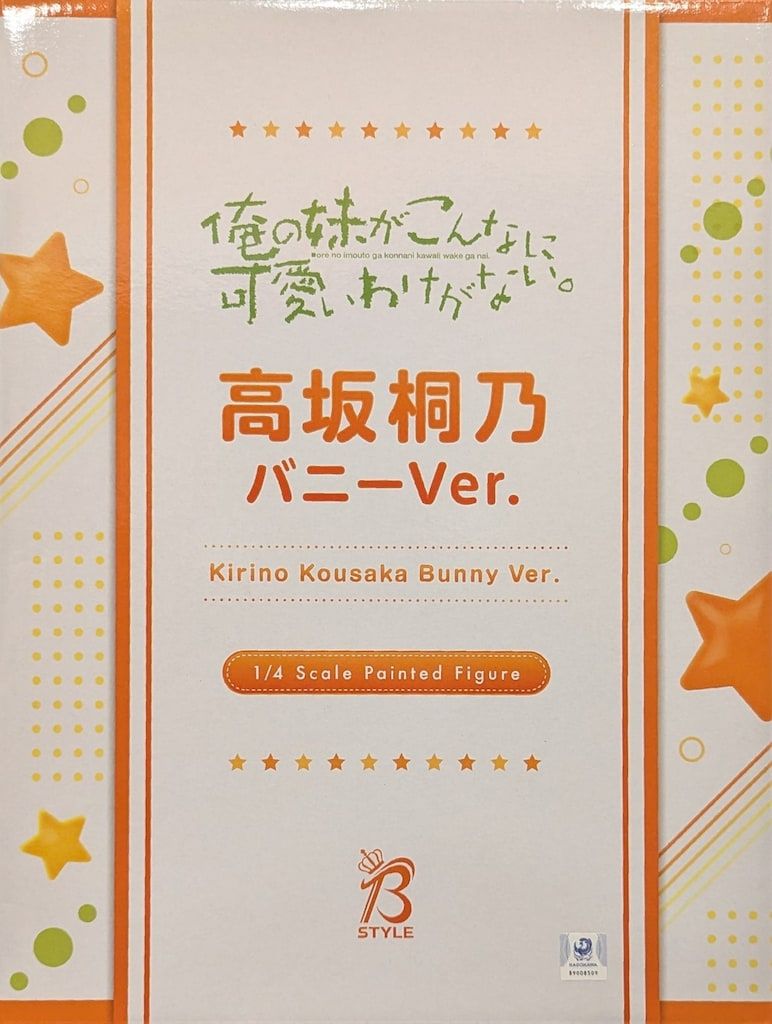 俺の妹がこんなに
ore no imouto ga konnani kawaii wake ga nai.
可愛いわけがない。
高坂桐乃
バニーVer.
Kirino Kousaka Bunny Ver.
1/4 Scale Painted Figure
B
STYLE
KADOKAWA
B9008509